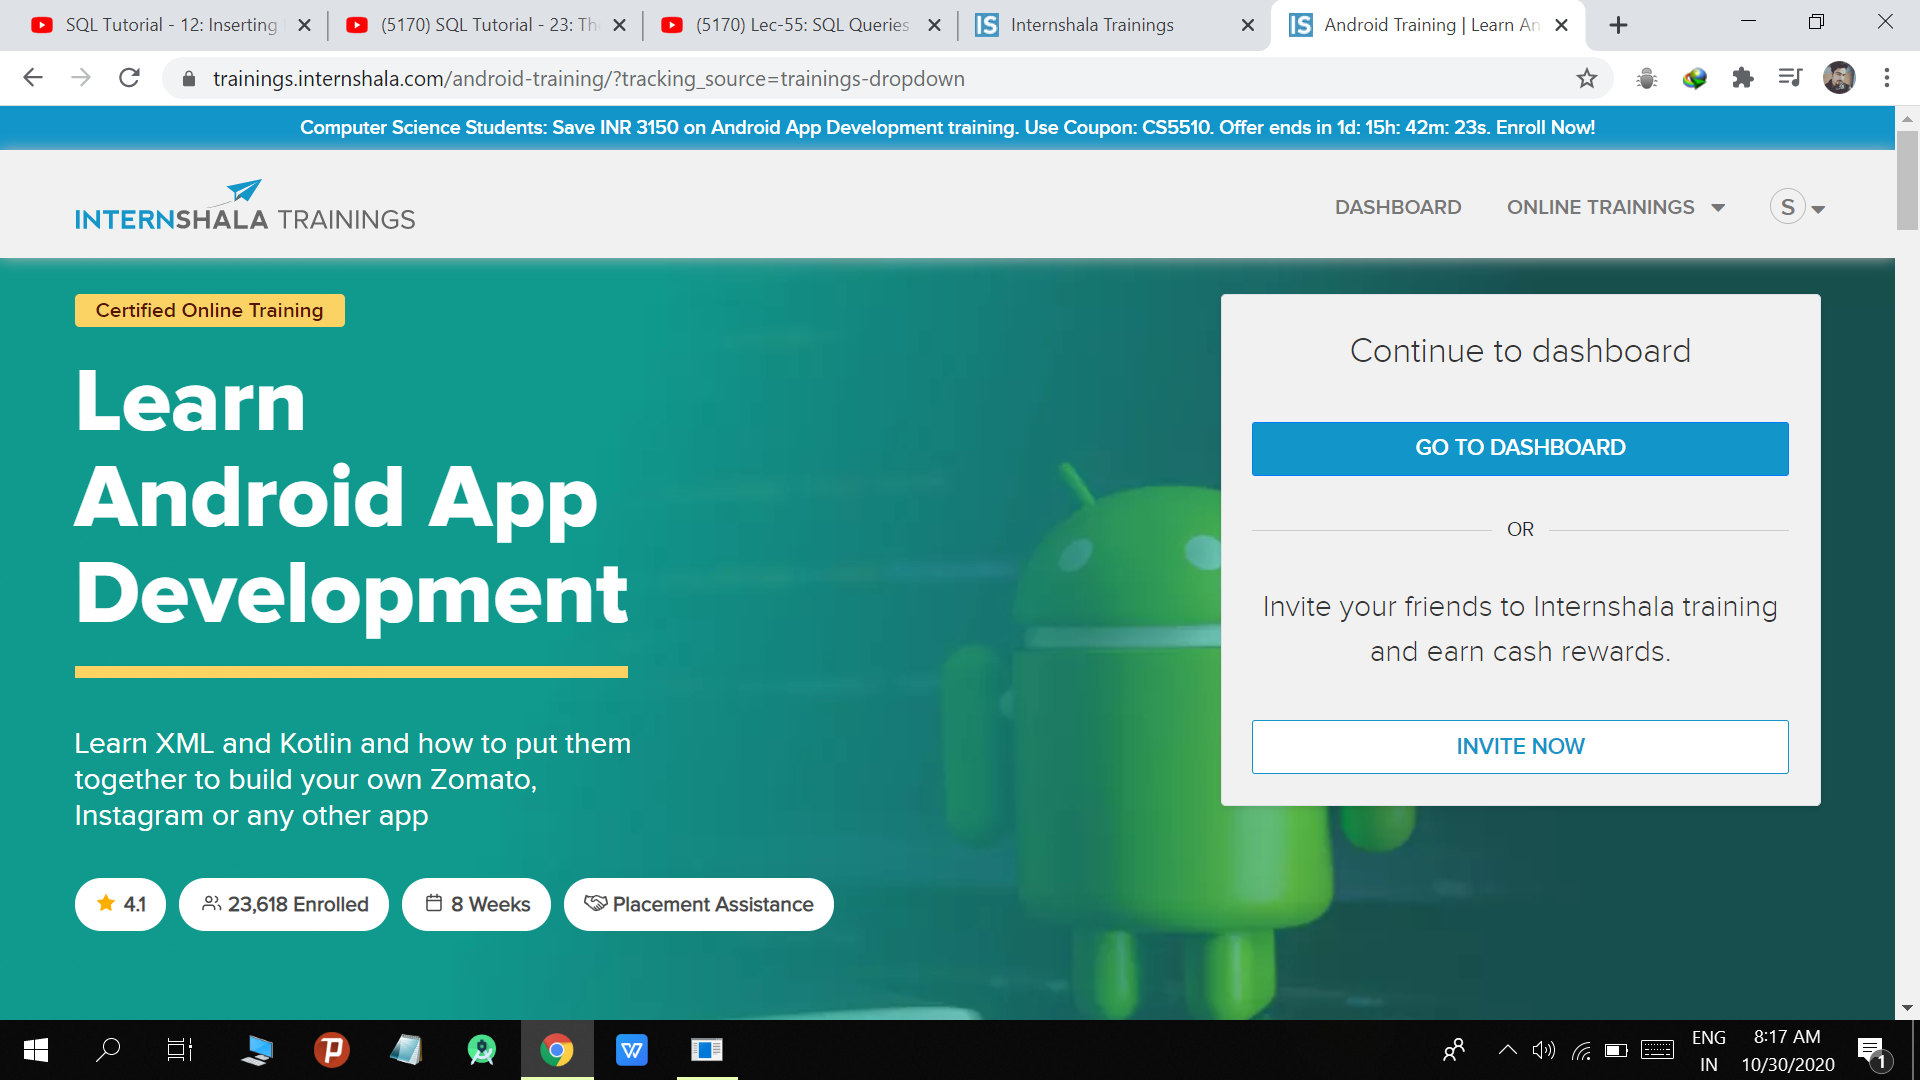 SQL Tutorial - 12: Inserting
(5170) SQL Tutorial - 23: Th
(5170) Lec-55: SQL Queries
IS Internshala Trainings
IS Android Training | Learn An
trainings.internshala.com/android-training/?tracking_source=trainings-dropdown
Computer Science Students: Save INR 3150 on Android App Development training. Use Coupon: CS5510. Offer ends in 1d: 15h: 42m: 23s. Enroll Now!
INTERNSHALA TRAININGS
DASHBOARD
ONLINE TRAININGS
S
Certified Online Training
Learn
Android App
Development
Learn XML and Kotlin and how to put them
together to build your own Zomato,
Instagram or any other app
4.1
23,618 Enrolled
8 Weeks
Placement Assistance
Continue to dashboard
GO TO DASHBOARD
OR
Invite your friends to Internshala training
and earn cash rewards.
INVITE NOW
ENG
IN
8:17 AM
10/30/2020
1